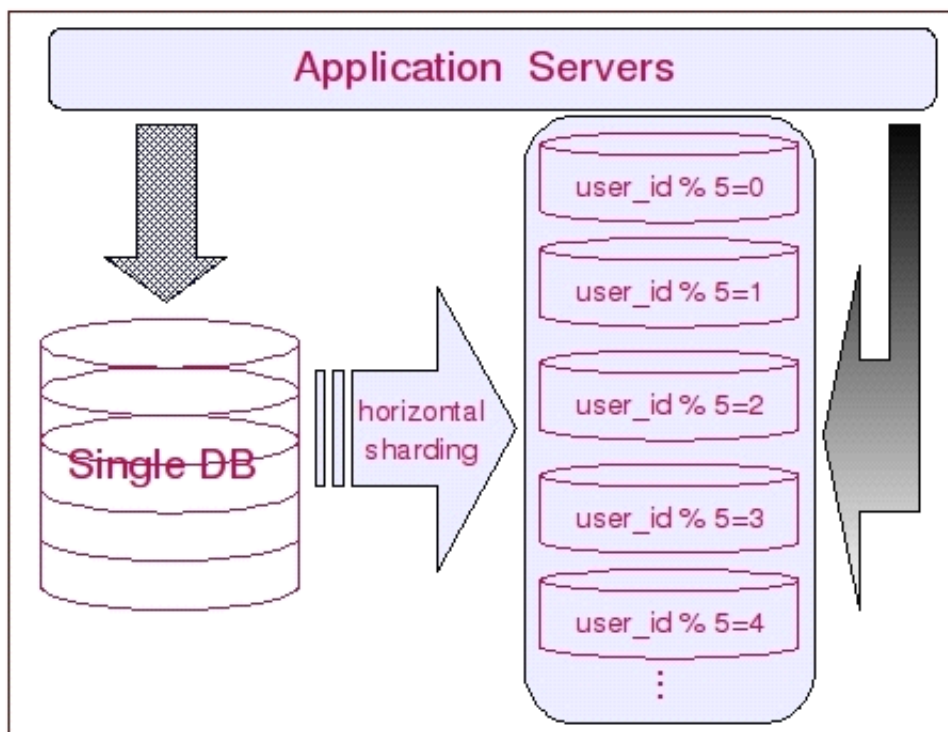 Application Servers
Single DB
horizontal
sharding
user_id % 5=0
user_id % 5=1
user_id % 5=2
user_id % 5=3
user_id % 5=4
⋮